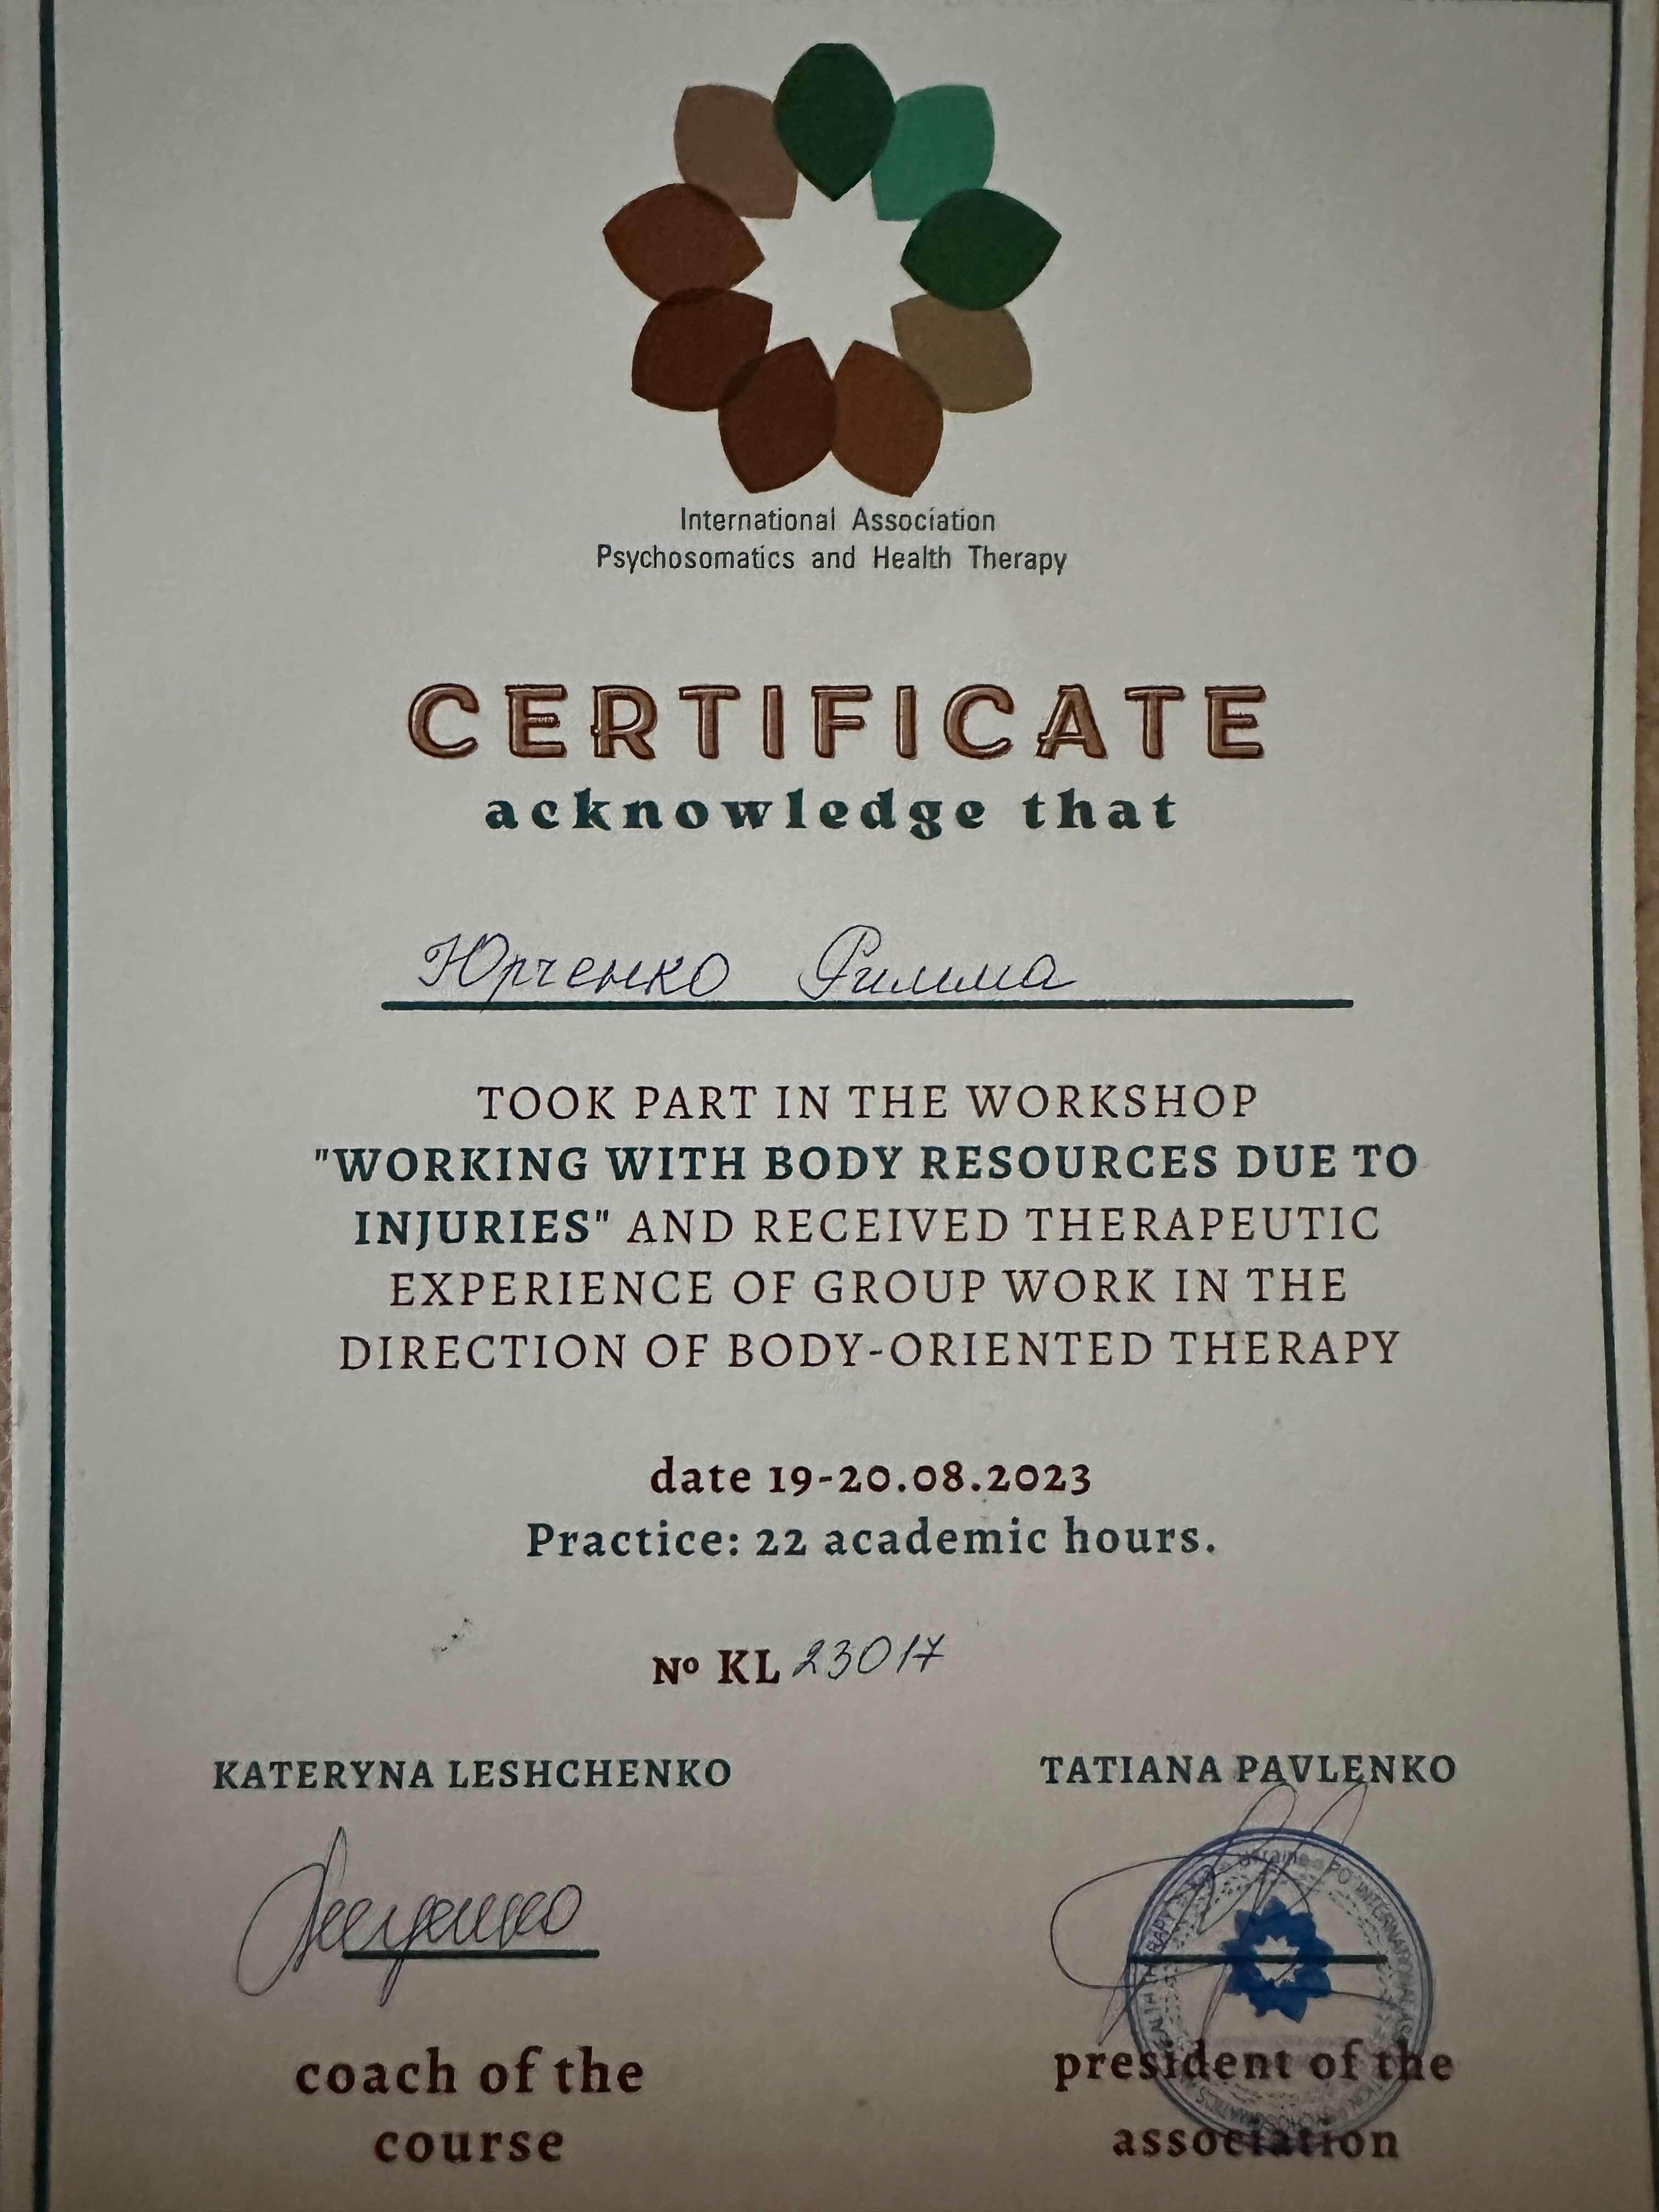 International Association
Psychosomatics and Health Therapy
CERTIFICATE
acknowledge that
Юрченко Римма
TOOK PART IN THE WORKSHOP
"WORKING WITH BODY RESOURCES DUE TO
INJURIES" AND RECEIVED THERAPEUTIC
EXPERIENCE OF GROUP WORK IN THE
DIRECTION OF BODY-ORIENTED THERAPY
date 19-20.08.2023
Practice: 22 academic hours.
№ KL 23017
KATERYNA LESHCHENKO
TATIANA PAVLENKO
coach of the
course
president of the
association